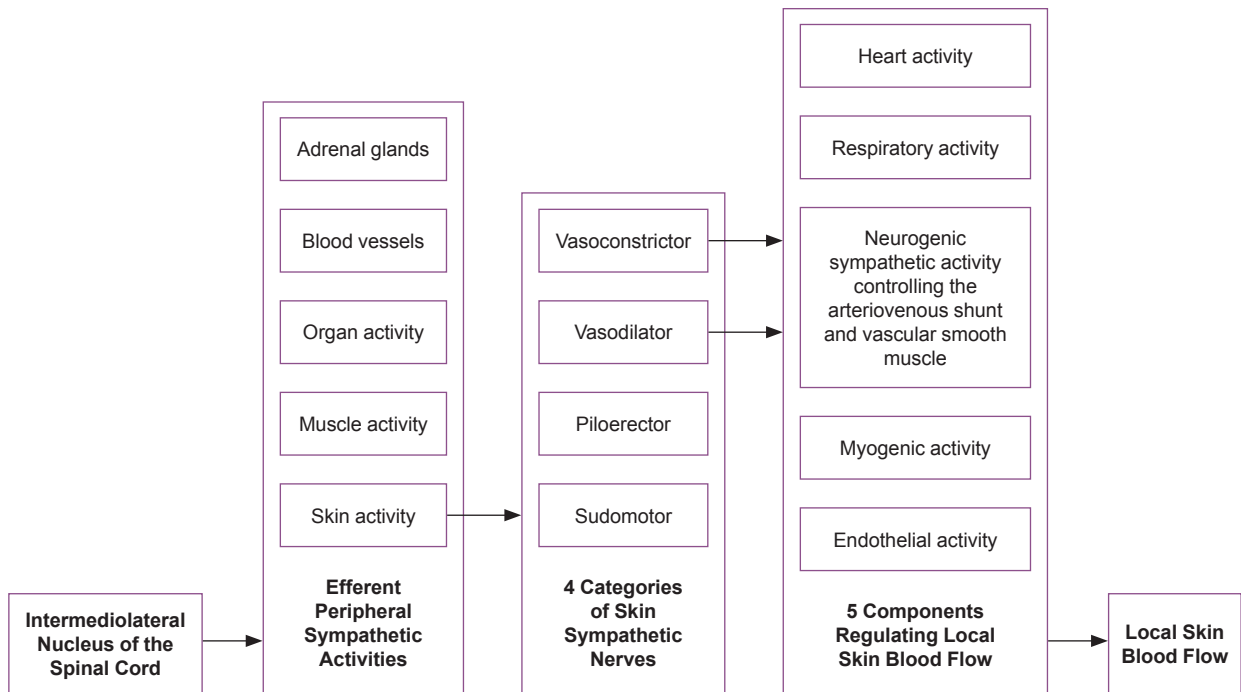 Intermediolateral
Nucleus of the
Spinal Cord
Adrenal glands
Blood vessels
Organ activity
Muscle activity
Skin activity
Efferent
Peripheral
Sympathetic
Activities
Vasoconstrictor
Vasodilator
Piloerector
Sudomotor
4 Categories
of Skin
Sympathetic
Nerves
Heart activity
Respiratory activity
Neurogenic
sympathetic activity
controlling the
arteriovenous shunt
and vascular smooth
muscle
Myogenic activity
Endothelial activity
5 Components
Regulating Local
Skin Blood Flow
Local Skin
Blood Flow